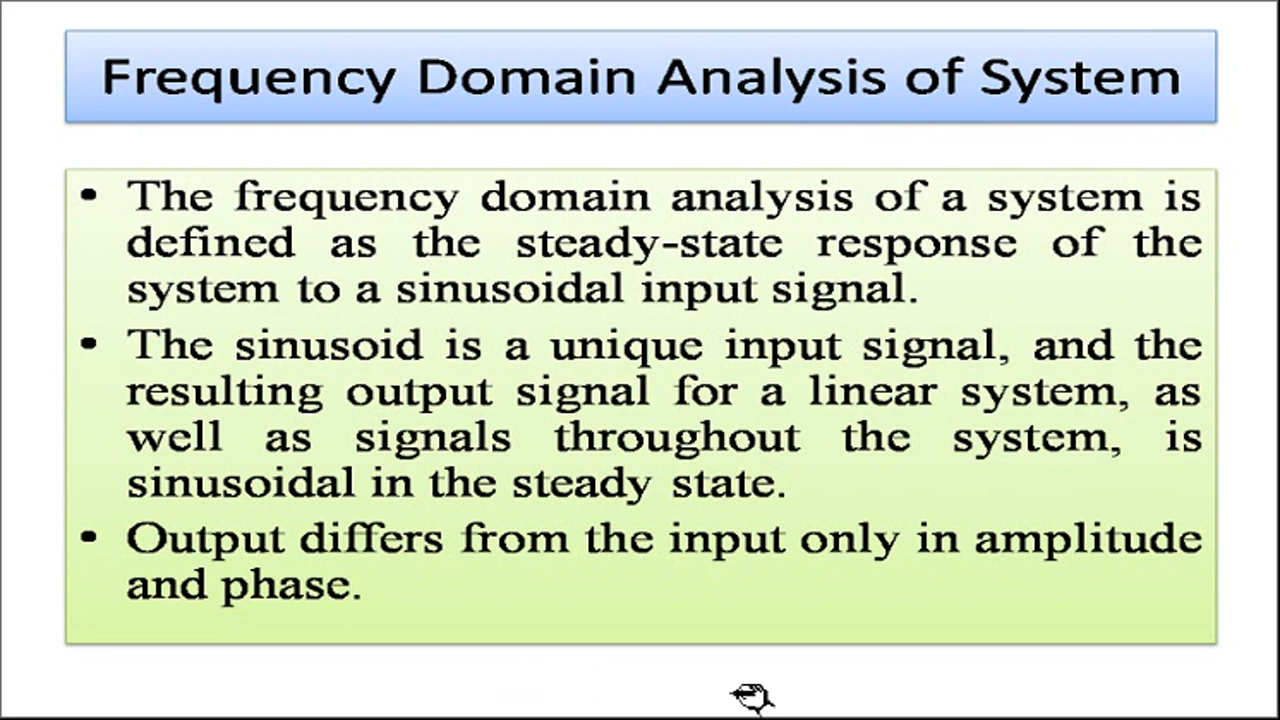 Frequency Domain Analysis of System
• The frequency domain analysis of a system is
defined as the steady-state response of the
system to a sinusoidal input signal.
• The sinusoid is a unique input signal, and the
resulting output signal for a linear system, as
well as signals throughout the system, is
sinusoidal in the steady state.
• Output differs from the input only in amplitude
and phase.